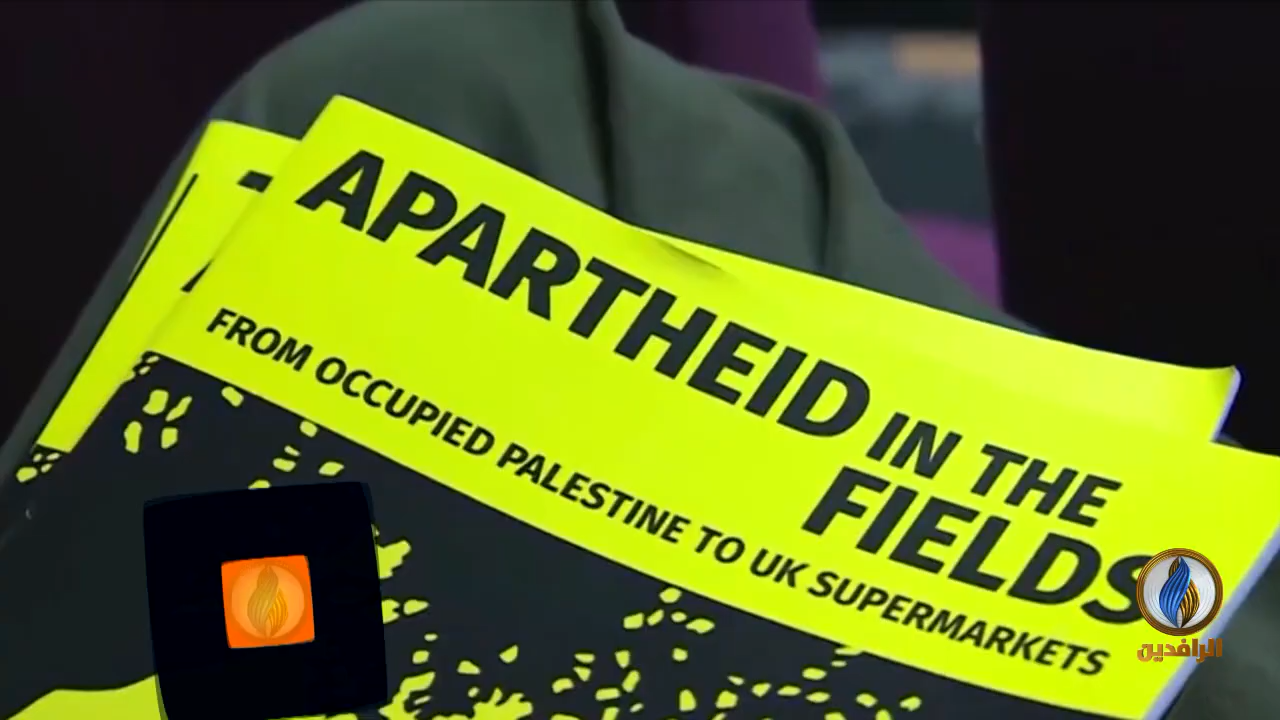 APARTHEID IN THE
FIELDS
FROM OCCUPIED PALESTINE TO UK SUPERMARKETS
الرافدين